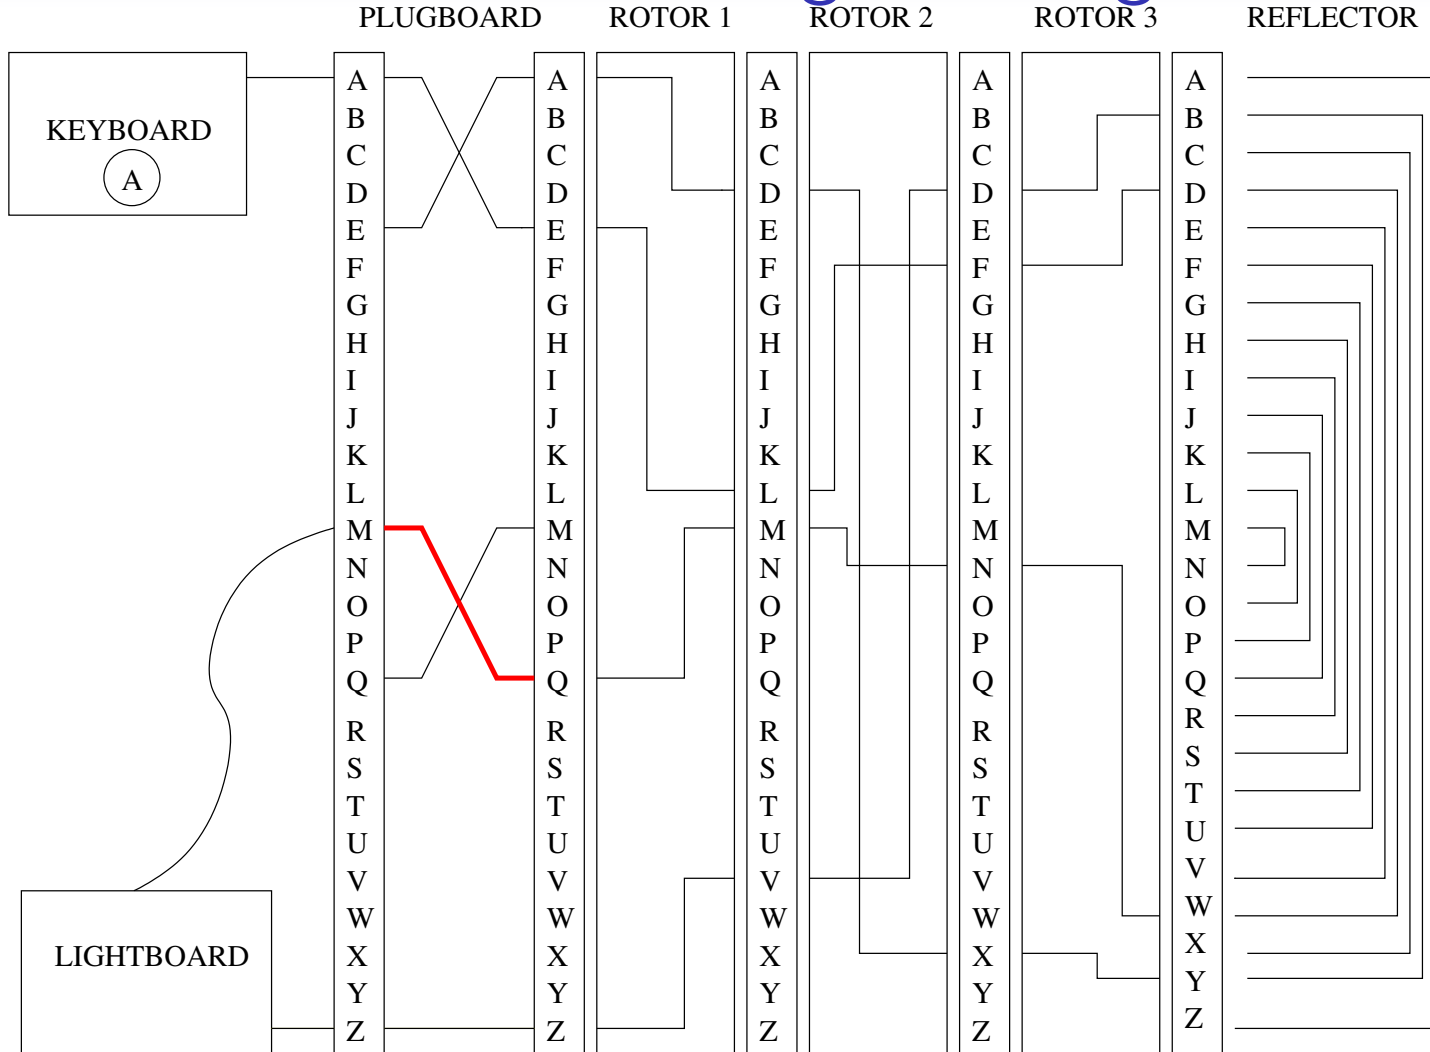 PLUGBOARD ROTOR 1 ROTOR 2 ROTOR 3 REFLECTOR
A A A A A
B B B B B
KEYBOARD
C C C C C
A
D D D D D
E E E E E
F F F F F
G G G G G
H H H H H
I I I I I
J J J J J
K K K K K
L L L L L
M M M M M
N N N N N
O O O O O
P P P P P
Q Q Q Q Q
R R R R R
S S S S S
T T T T T
U U U U U
V V V V V
W W W W W
LIGHTBOARD
X X X X X
Y Y Y Y Y
Z Z Z Z Z